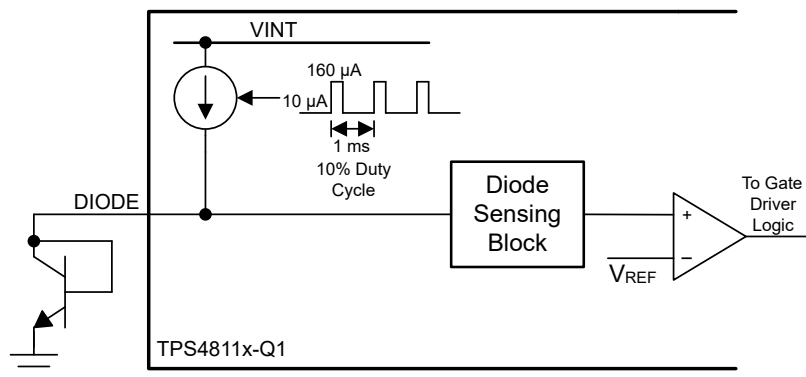 VINT
160 µA
10 µA
1 ms
10% Duty
Cycle
DIODE
Diode
Sensing
Block
To Gate
Driver
Logic
+
−
VREF
TPS4811x-Q1